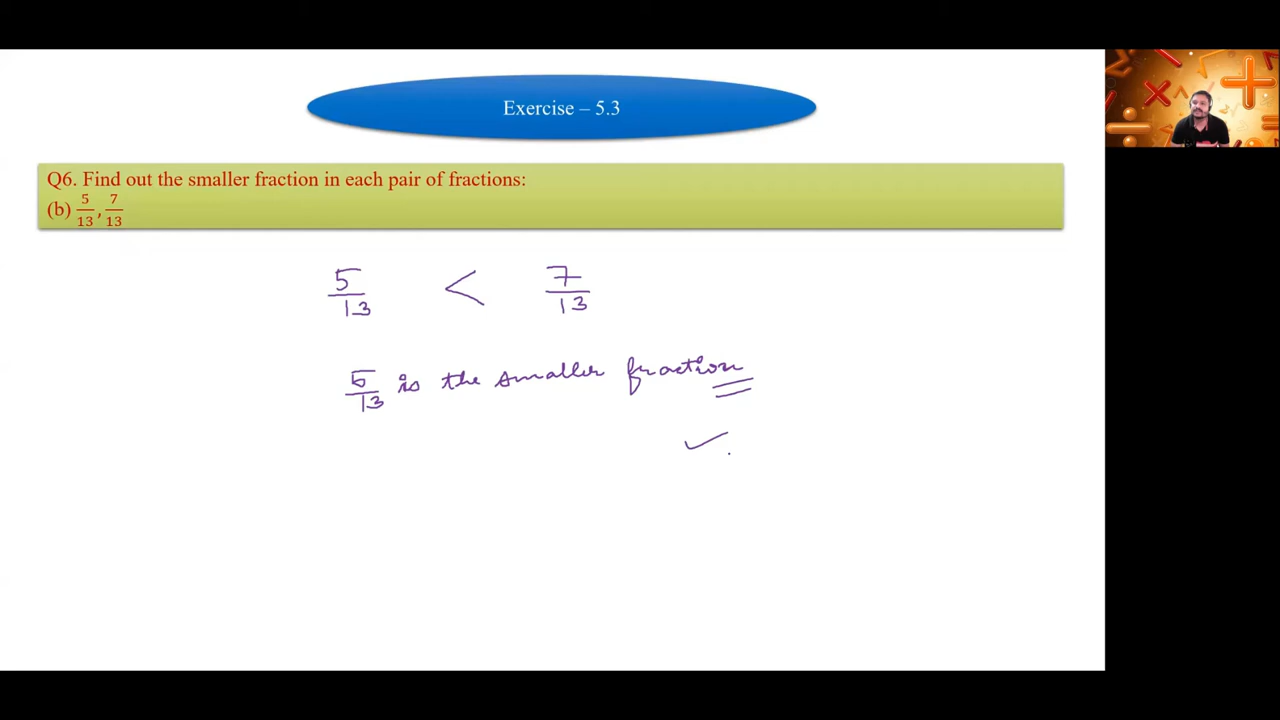 Exercise – 5.3
Q6. Find out the smaller fraction in each pair of fractions:
(b) 5/13, 7/13
5/13 < 7/13
5/13 is the smaller fraction